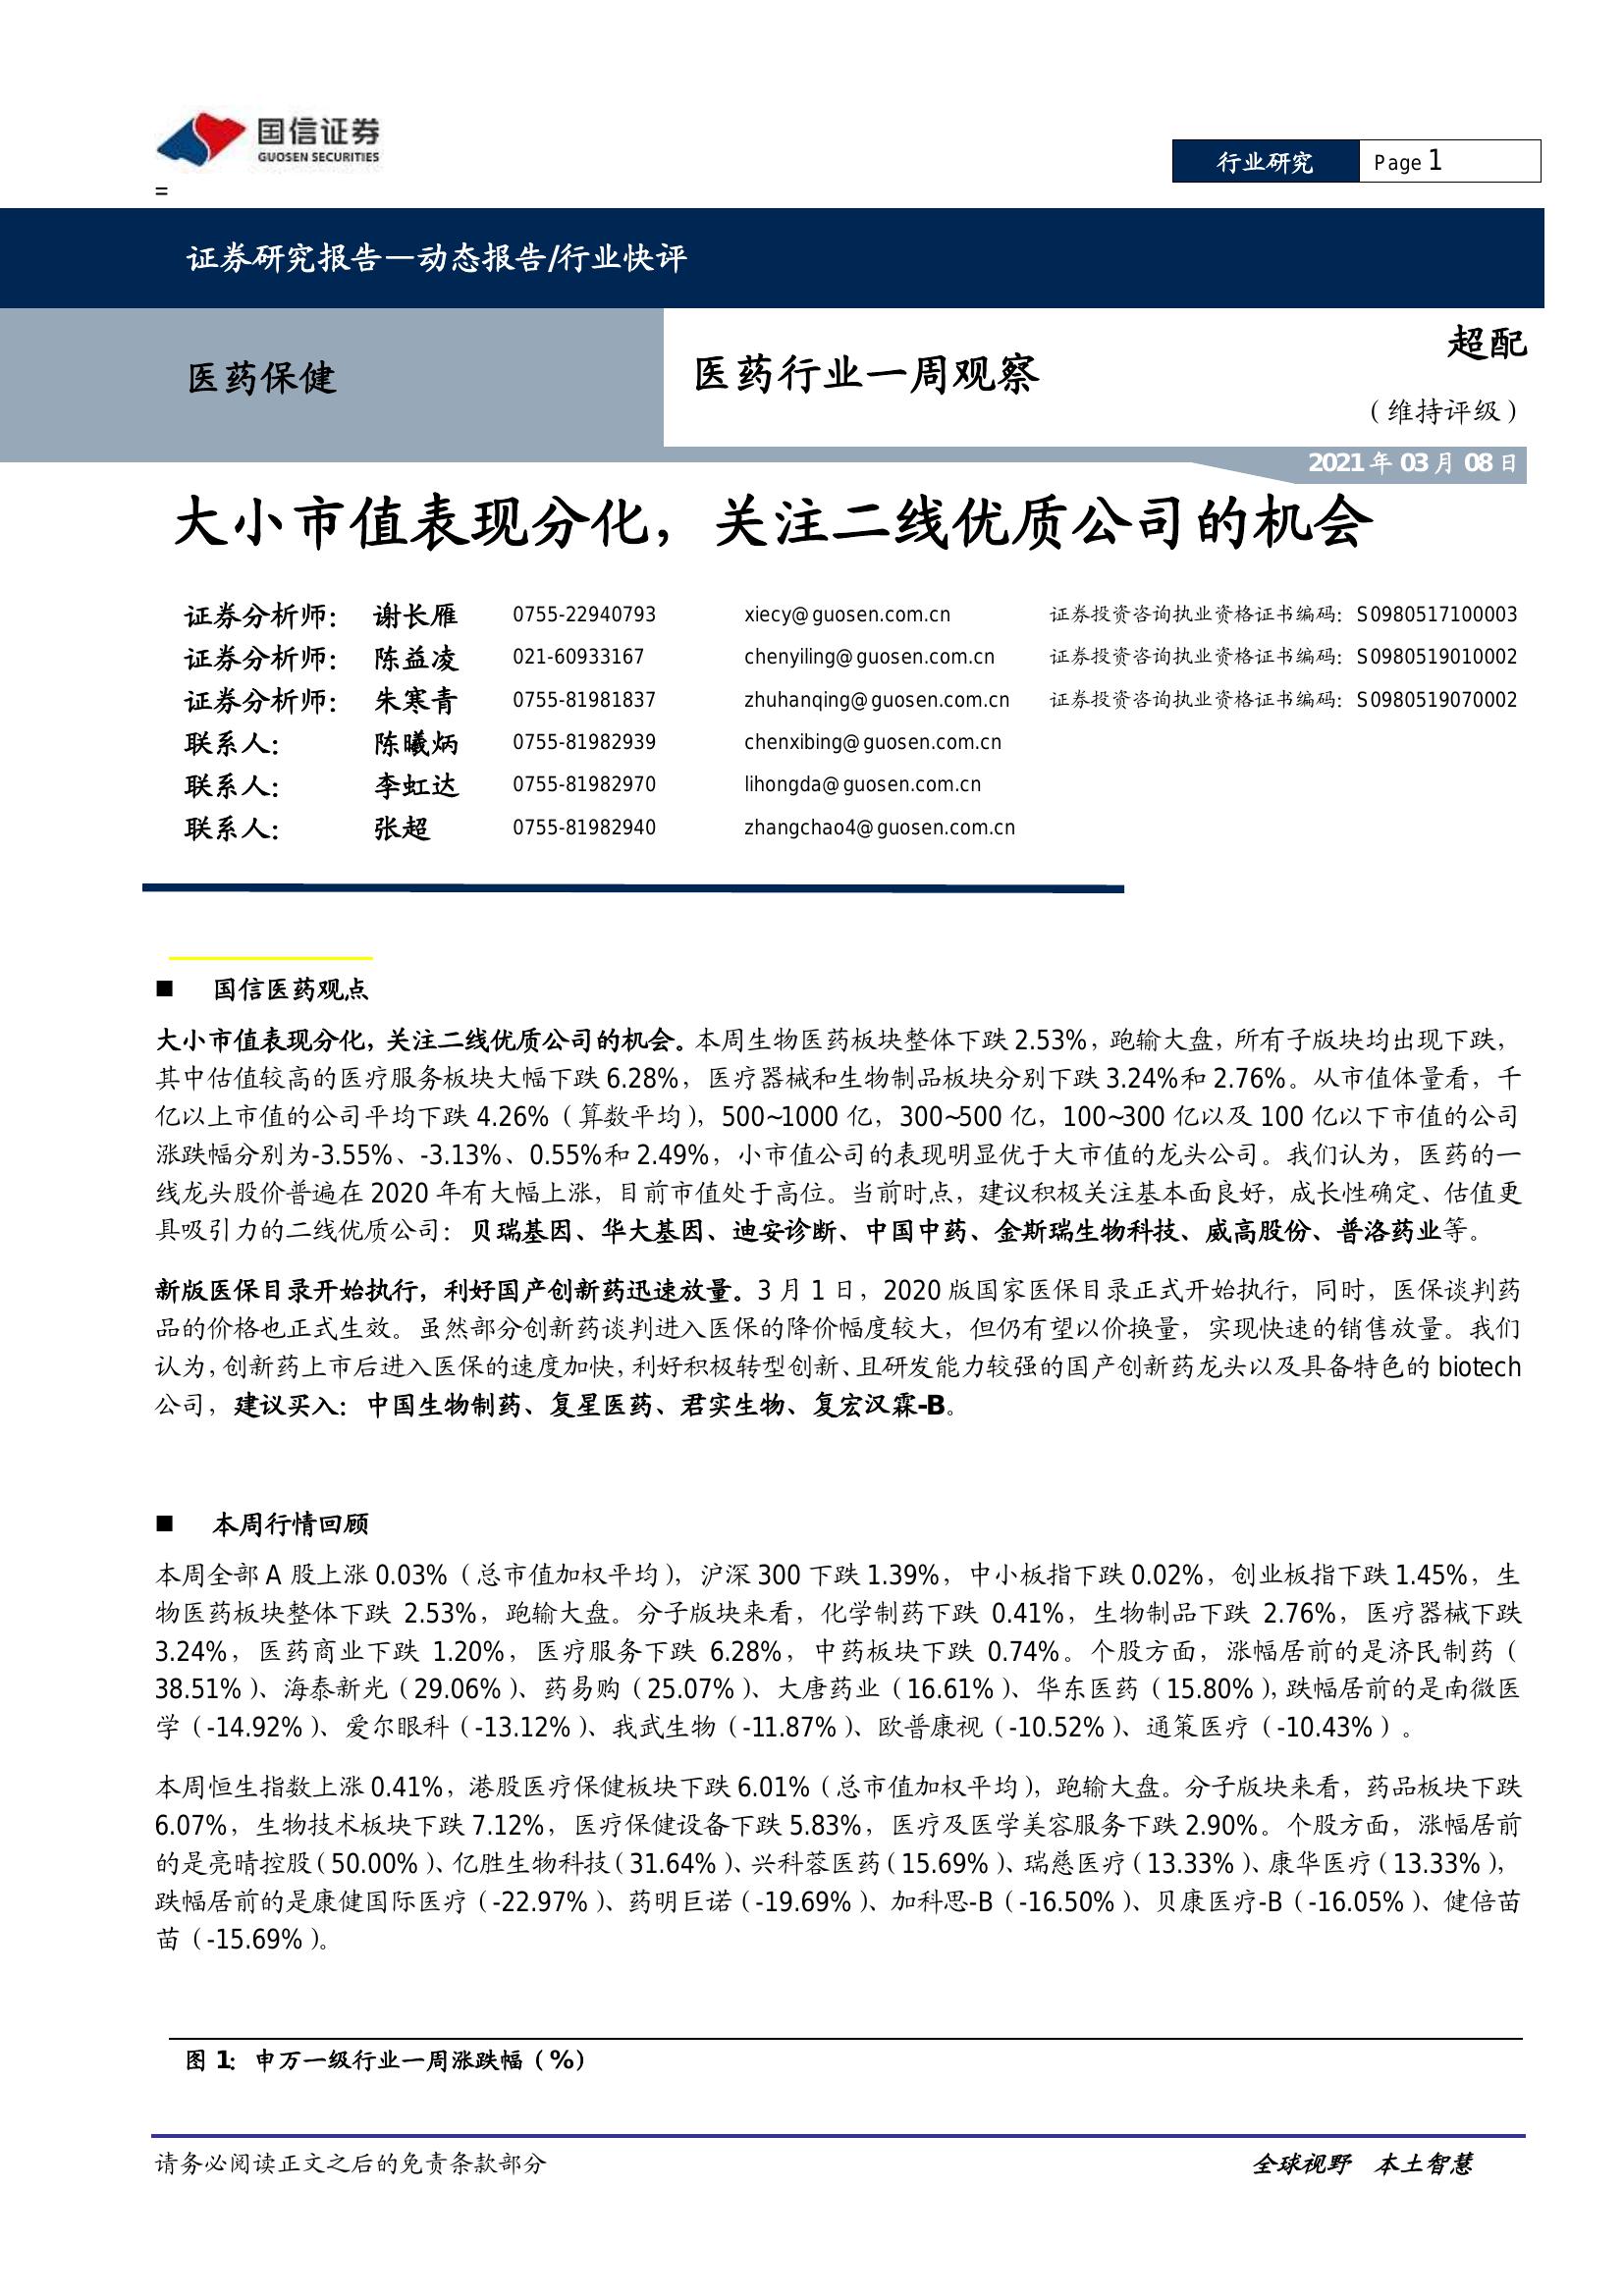 国信证券
GUOSEN SECURITIES
行业研究 Page 1
=
证券研究报告—动态报告/行业快评
医药保健
医药行业一周观察
超配
（维持评级）
2021 年 03 月 08 日
大小市值表现分化，关注二线优质公司的机会
证券分析师： 谢长雁 0755-22940793 xiecy@guosen.com.cn 证券投资咨询执业资格证书编码：S0980517100003
证券分析师： 陈益凌 021-60933167 chenyiling@guosen.com.cn 证券投资咨询执业资格证书编码：S0980519010002
证券分析师： 朱寒青 0755-81981837 zhuhanqing@guosen.com.cn 证券投资咨询执业资格证书编码：S0980519070002
联系人： 陈曦炳 0755-81982939 chenxibing@guosen.com.cn
联系人： 李虹达 0755-81982970 lihongda@guosen.com.cn
联系人： 张超 0755-81982940 zhangchao4@guosen.com.cn
■ 国信医药观点
大小市值表现分化，关注二线优质公司的机会。本周生物医药板块整体下跌 2.53%，跑输大盘，所有子版块均出现下跌，
其中估值较高的医疗服务板块大幅下跌 6.28%，医疗器械和生物制品板块分别下跌 3.24%和 2.76%。从市值体量看，千
亿以上市值的公司平均下跌 4.26%（算数平均），500~1000 亿，300~500 亿，100~300 亿以及 100 亿以下市值的公司
涨跌幅分别为-3.55%、-3.13%、0.55%和 2.49%，小市值公司的表现明显优于大市值的龙头公司。我们认为，医药的一
线龙头股价普遍在 2020 年有大幅上涨，目前市值处于高位。当前时点，建议积极关注基本面良好，成长性确定、估值更
具吸引力的二线优质公司：贝瑞基因、华大基因、迪安诊断、中国中药、金斯瑞生物科技、威高股份、普洛药业等。
新版医保目录开始执行，利好国产创新药迅速放量。3 月 1 日，2020 版国家医保目录正式开始执行，同时，医保谈判药
品的价格也正式生效。虽然部分创新药谈判进入医保的降价幅度较大，但仍有望以价换量，实现快速的销售放量。我们
认为，创新药上市后进入医保的速度加快，利好积极转型创新、且研发能力较强的国产创新药龙头以及具备特色的 biotech
公司，建议买入：中国生物制药、复星医药、君实生物、复宏汉霖-B。
■ 本周行情回顾
本周全部 A 股上涨 0.03%（总市值加权平均），沪深 300 下跌 1.39%，中小板指下跌 0.02%，创业板指下跌 1.45%，生
物医药板块整体下跌 2.53%，跑输大盘。分子版块来看，化学制药下跌 0.41%，生物制品下跌 2.76%，医疗器械下跌
3.24%，医药商业下跌 1.20%，医疗服务下跌 6.28%，中药板块下跌 0.74%。个股方面，涨幅居前的是济民制药（
38.51%）、海泰新光（29.06%）、药易购（25.07%）、大唐药业（16.61%）、华东医药（15.80%），跌幅居前的是南微医
学（-14.92%）、爱尔眼科（-13.12%）、我武生物（-11.87%）、欧普康视（-10.52%）、通策医疗（-10.43%）。
本周恒生指数上涨 0.41%，港股医疗保健板块下跌 6.01%（总市值加权平均），跑输大盘。分子版块来看，药品板块下跌
6.07%，生物技术板块下跌 7.12%，医疗保健设备下跌 5.83%，医疗及医学美容服务下跌 2.90%。个股方面，涨幅居前
的是亮晴控股（50.00%）、亿胜生物科技（31.64%）、兴科蓉医药（15.69%）、瑞慈医疗（13.33%）、康华医疗（13.33%），
跌幅居前的是康健国际医疗（-22.97%）、药明巨诺（-19.69%）、加科思-B（-16.50%）、贝康医疗-B（-16.05%）、健倍苗
苗（-15.69%）。
图 1：申万一级行业一周涨跌幅（%）
请务必阅读正文之后的免责条款部分 全球视野 本土智慧